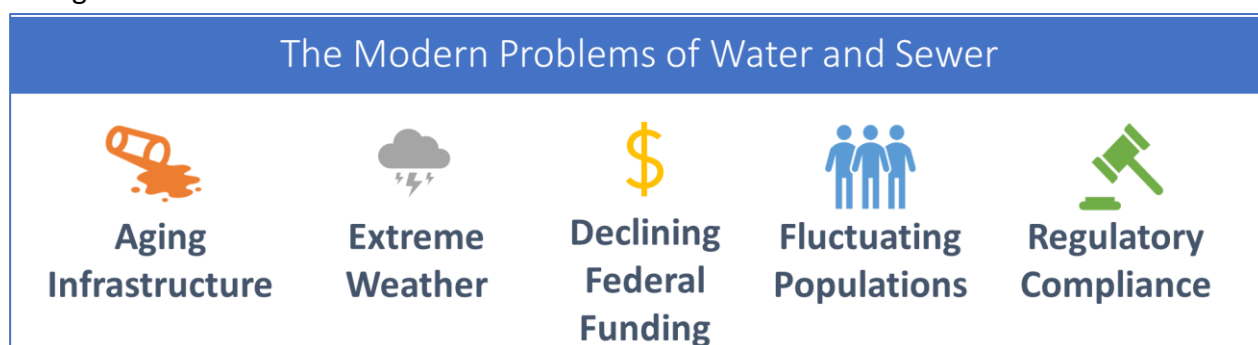 The Modern Problems of Water and Sewer
Aging
Infrastructure
Extreme
Weather
Declining
Federal
Funding
Fluctuating
Populations
Regulatory
Compliance